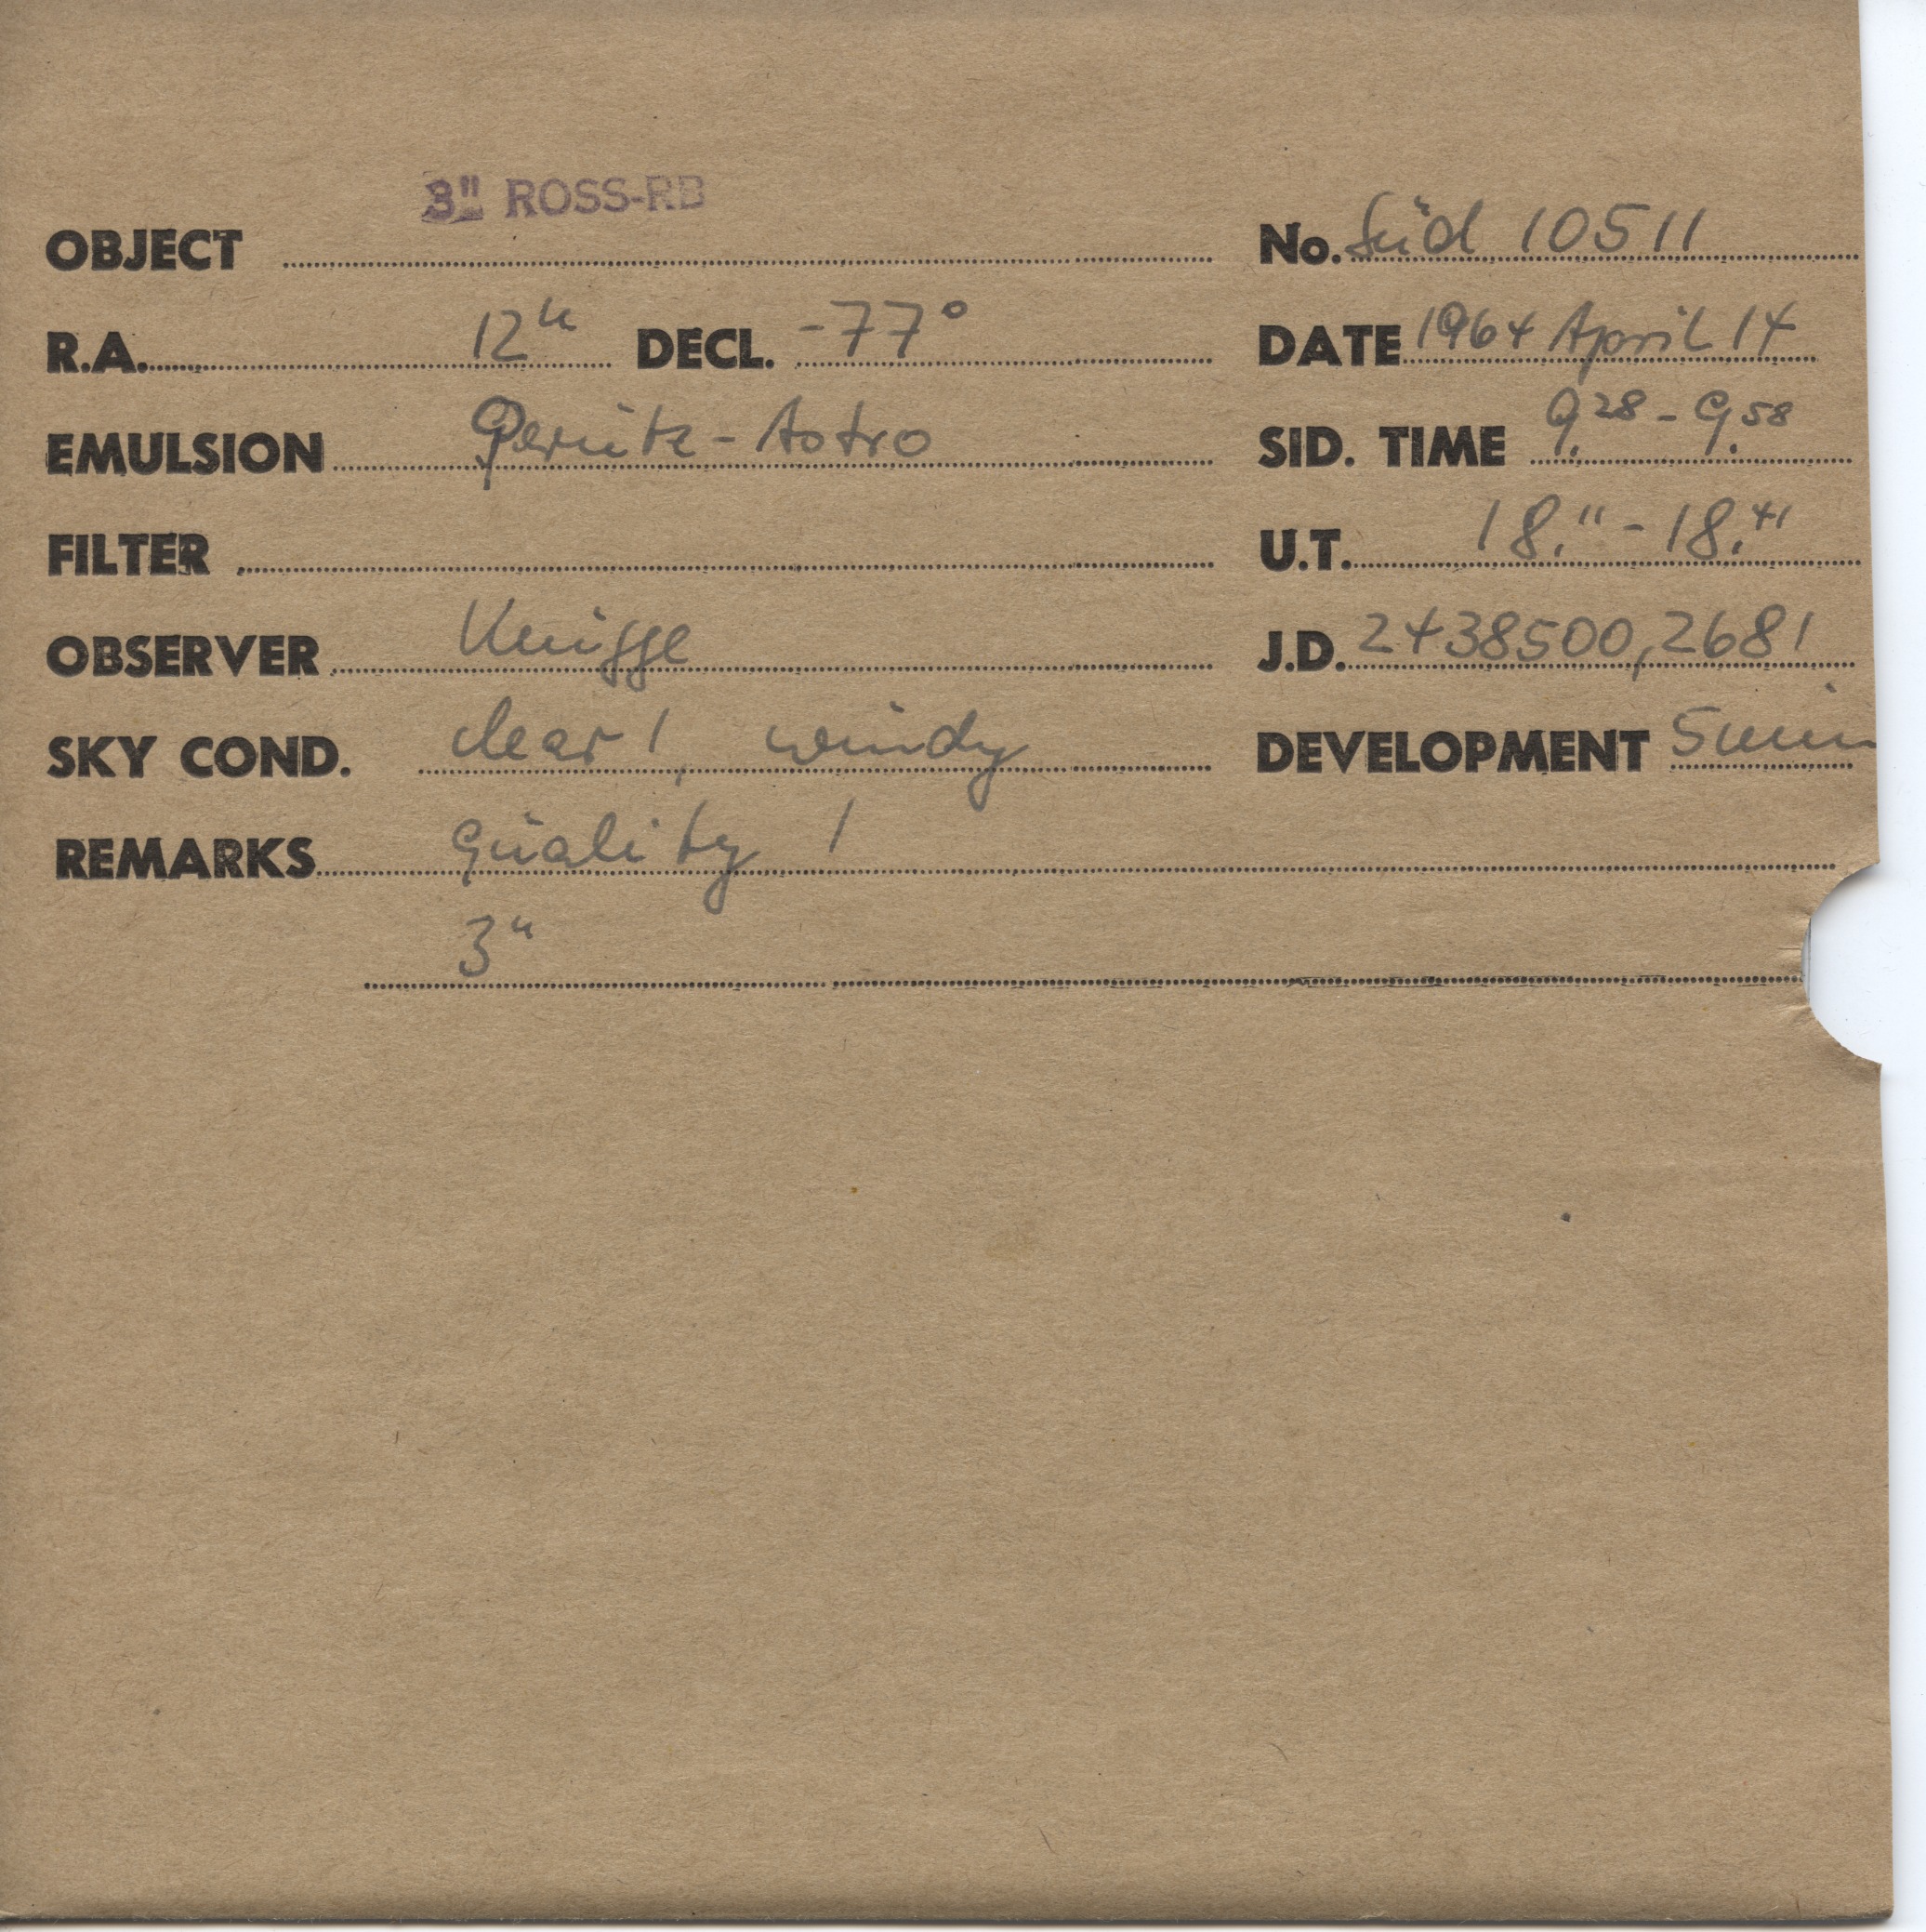 3" ROSS-RB
OBJECT No. Süd 10511
R.A. 12h DECL. -77° DATE 1964 April 14
EMULSION Perutz-Astro SID. TIME 9.28 - 9.58
FILTER U.T. 18.11 - 18.41
OBSERVER Knigge J.D. 2438500,2681
SKY COND. clear 1, windy DEVELOPMENT 5 min
REMARKS Quality 1
3"